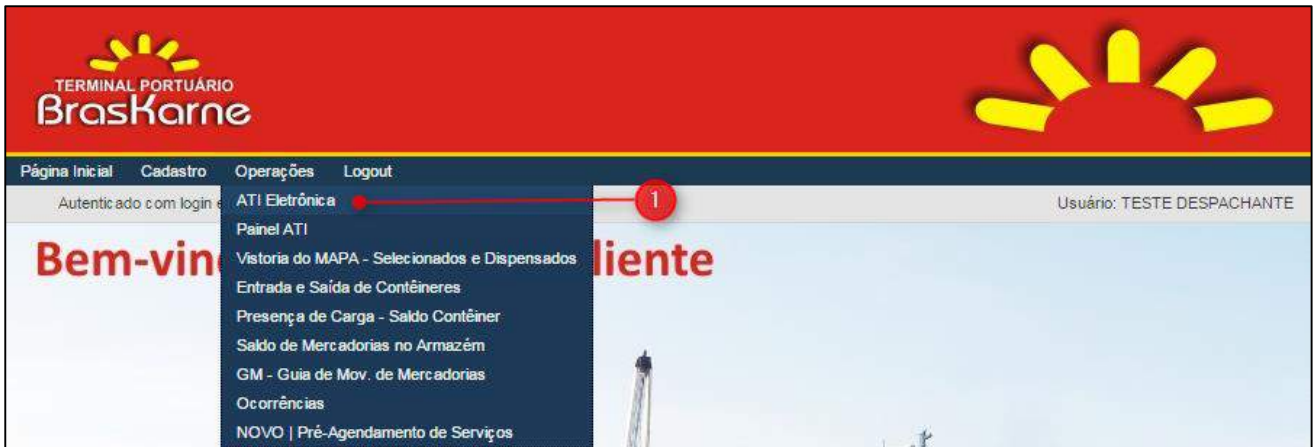 TERMINAL PORTUÁRIO
BrasKarne
Página Inicial Cadastro Operações Logout
Autenticado com login e
ATI Eletrônica
1
Usuário: TESTE DESPACHANTE
Painel ATI
Bem-vin
liente
Vistoria do MAPA - Selecionados e Dispensados
Entrada e Saída de Contêineres
Presença de Carga - Saldo Contêiner
Saldo de Mercadorias no Armazém
GM - Guia de Mov. de Mercadorias
Ocorrências
NOVO | Pré-Agendamento de Serviços